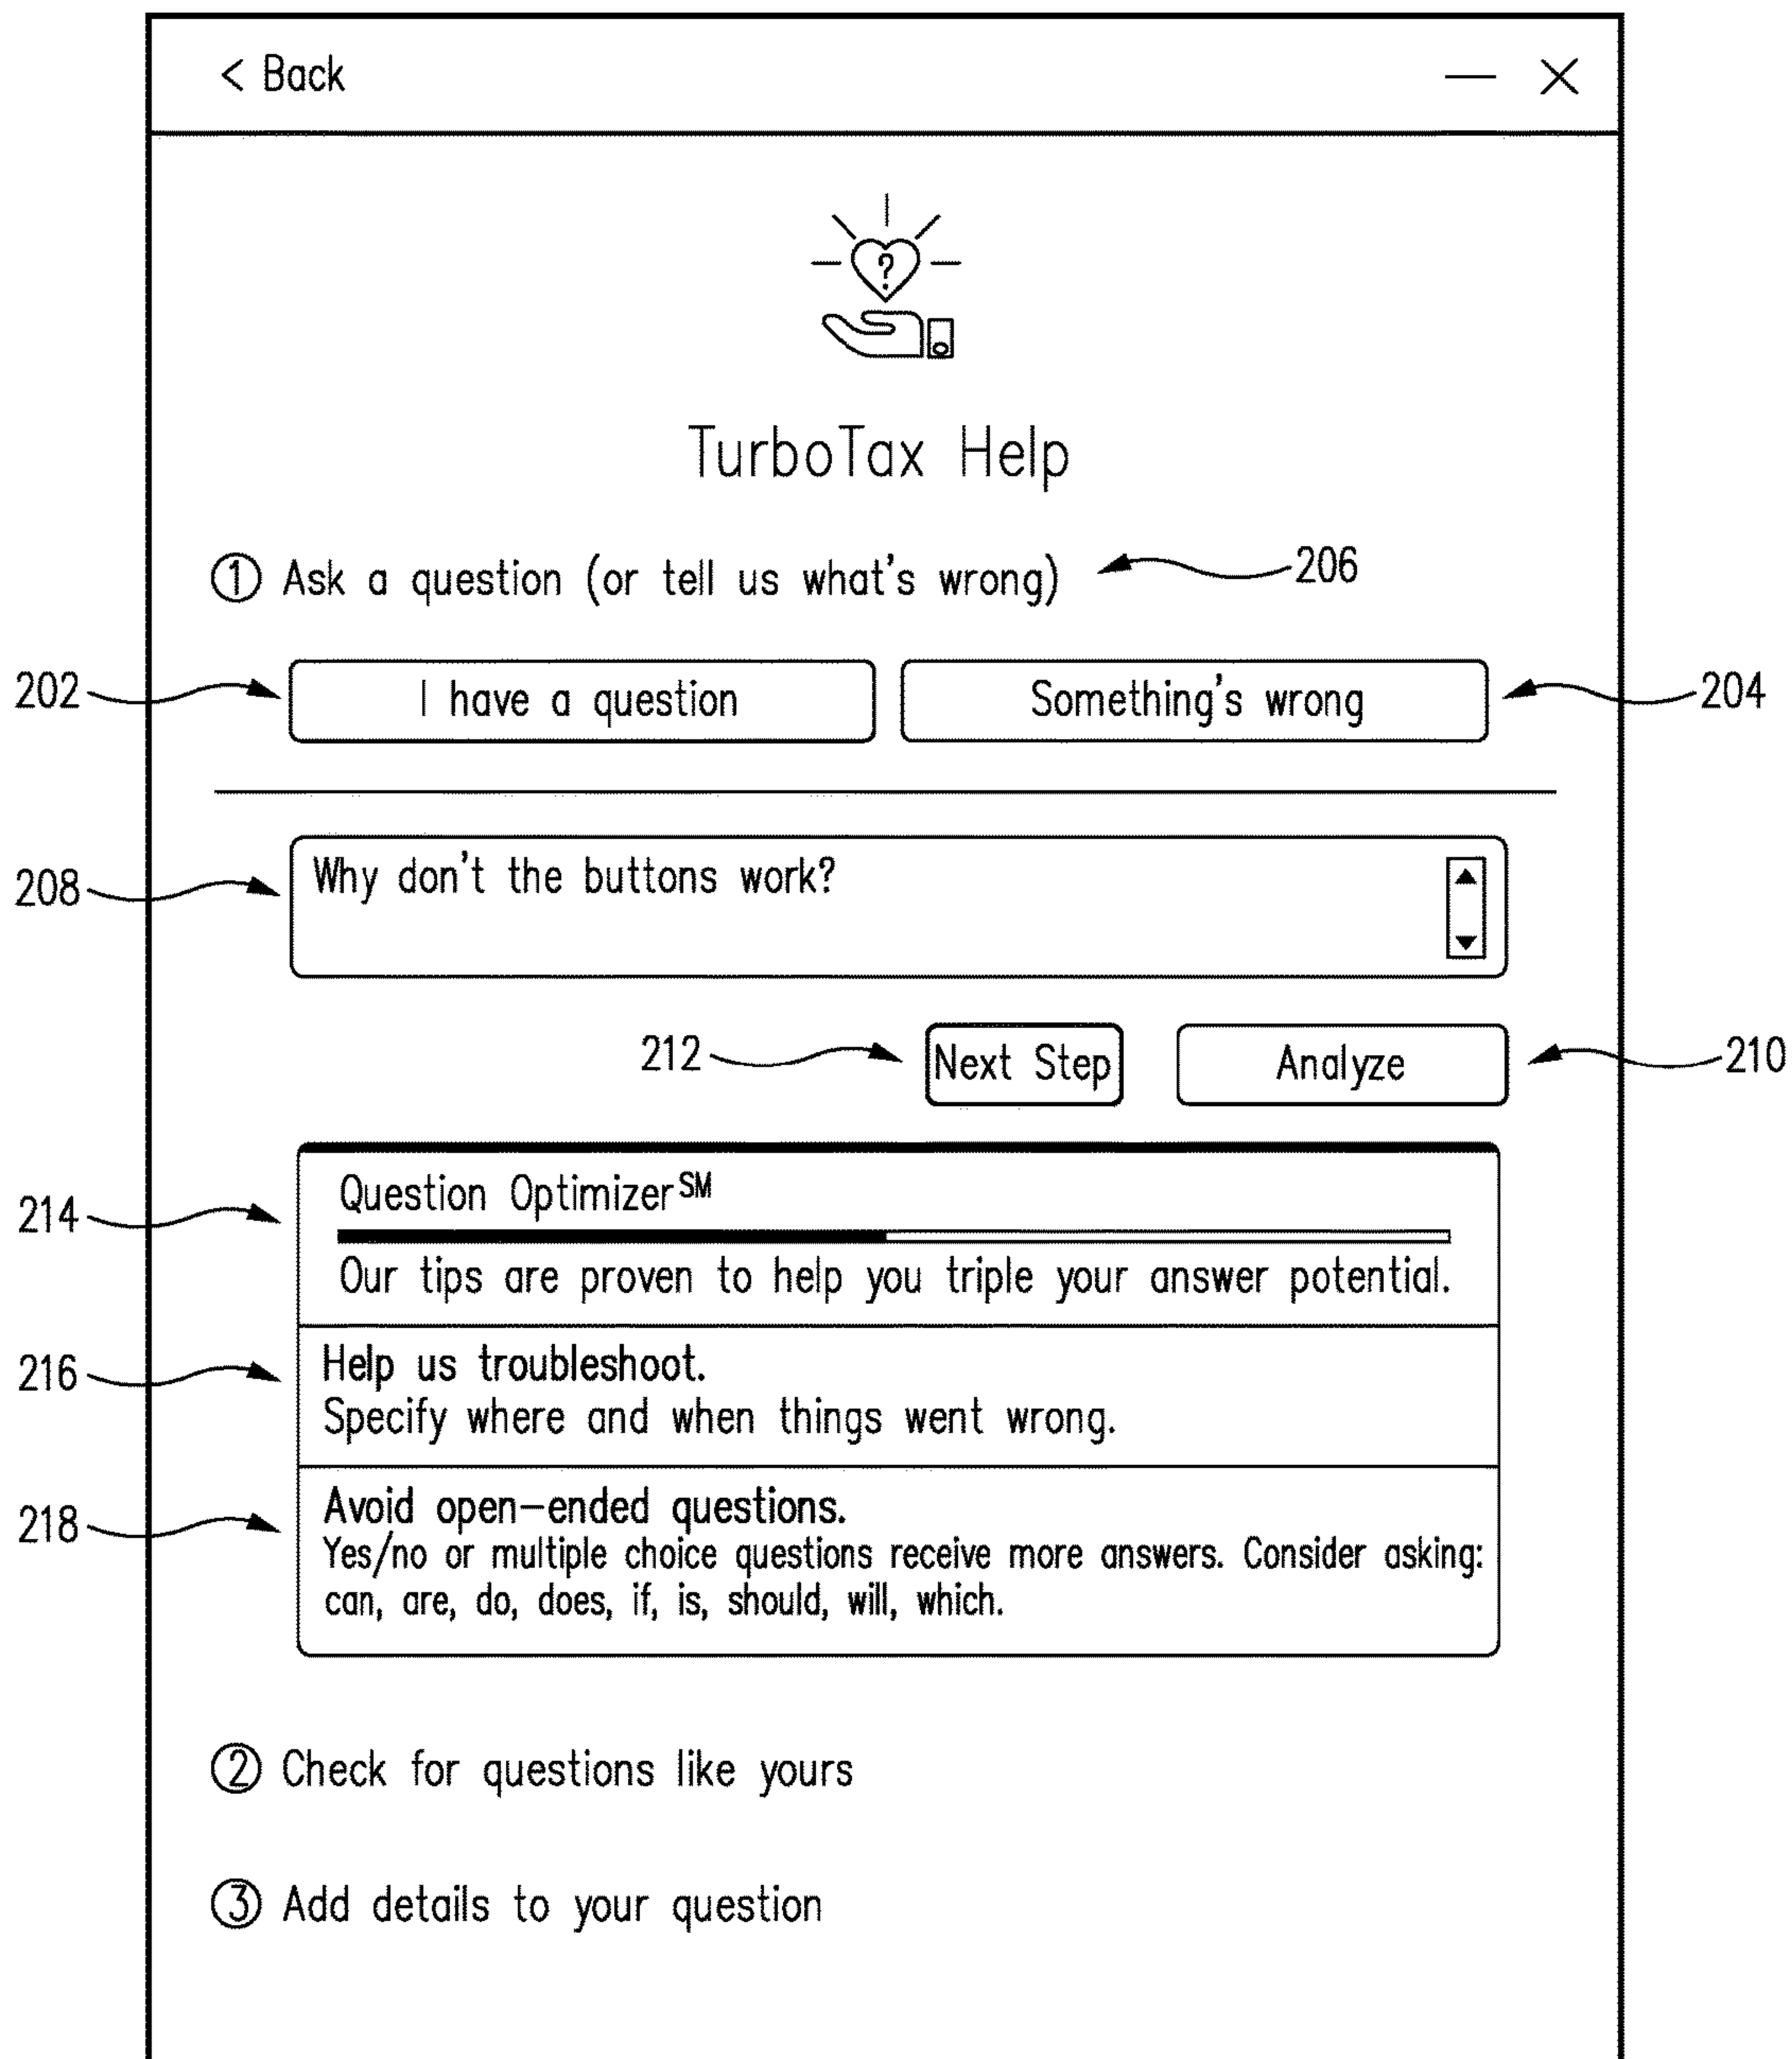 < Back
TurboTax Help
① Ask a question (or tell us what's wrong)
206
202
I have a question
Something's wrong
204
208
Why don't the buttons work?
212
Next Step
Analyze
210
214
Question Optimizer℠
Our tips are proven to help you triple your answer potential.
216
Help us troubleshoot.
Specify where and when things went wrong.
218
Avoid open-ended questions.
Yes/no or multiple choice questions receive more answers. Consider asking:
can, are, do, does, if, is, should, will, which.
② Check for questions like yours
③ Add details to your question